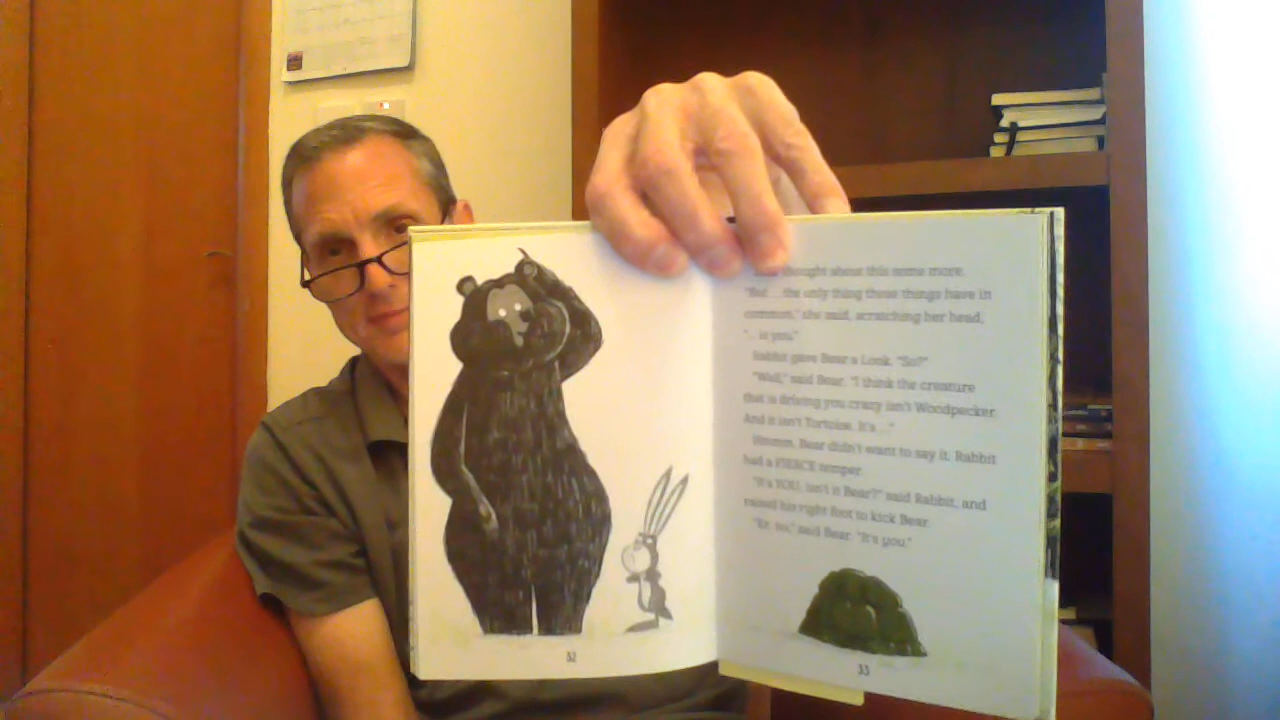 thought about this some more.
"But ... the only thing those things have in
common," she said, scratching her head,
"... is you."
Rabbit gave Bear a Look. "So?"
"Well," said Bear. "I think the creature
that is driving you crazy isn't Woodpecker.
And it isn't Tortoise. It's ..."
Hmmm. Bear didn't want to say it. Rabbit
had a FIERCE temper.
"It's YOU, isn't it Bear?" said Rabbit, and
raised his right foot to kick Bear.
"Er, no," said Bear. "It's you."
32
33